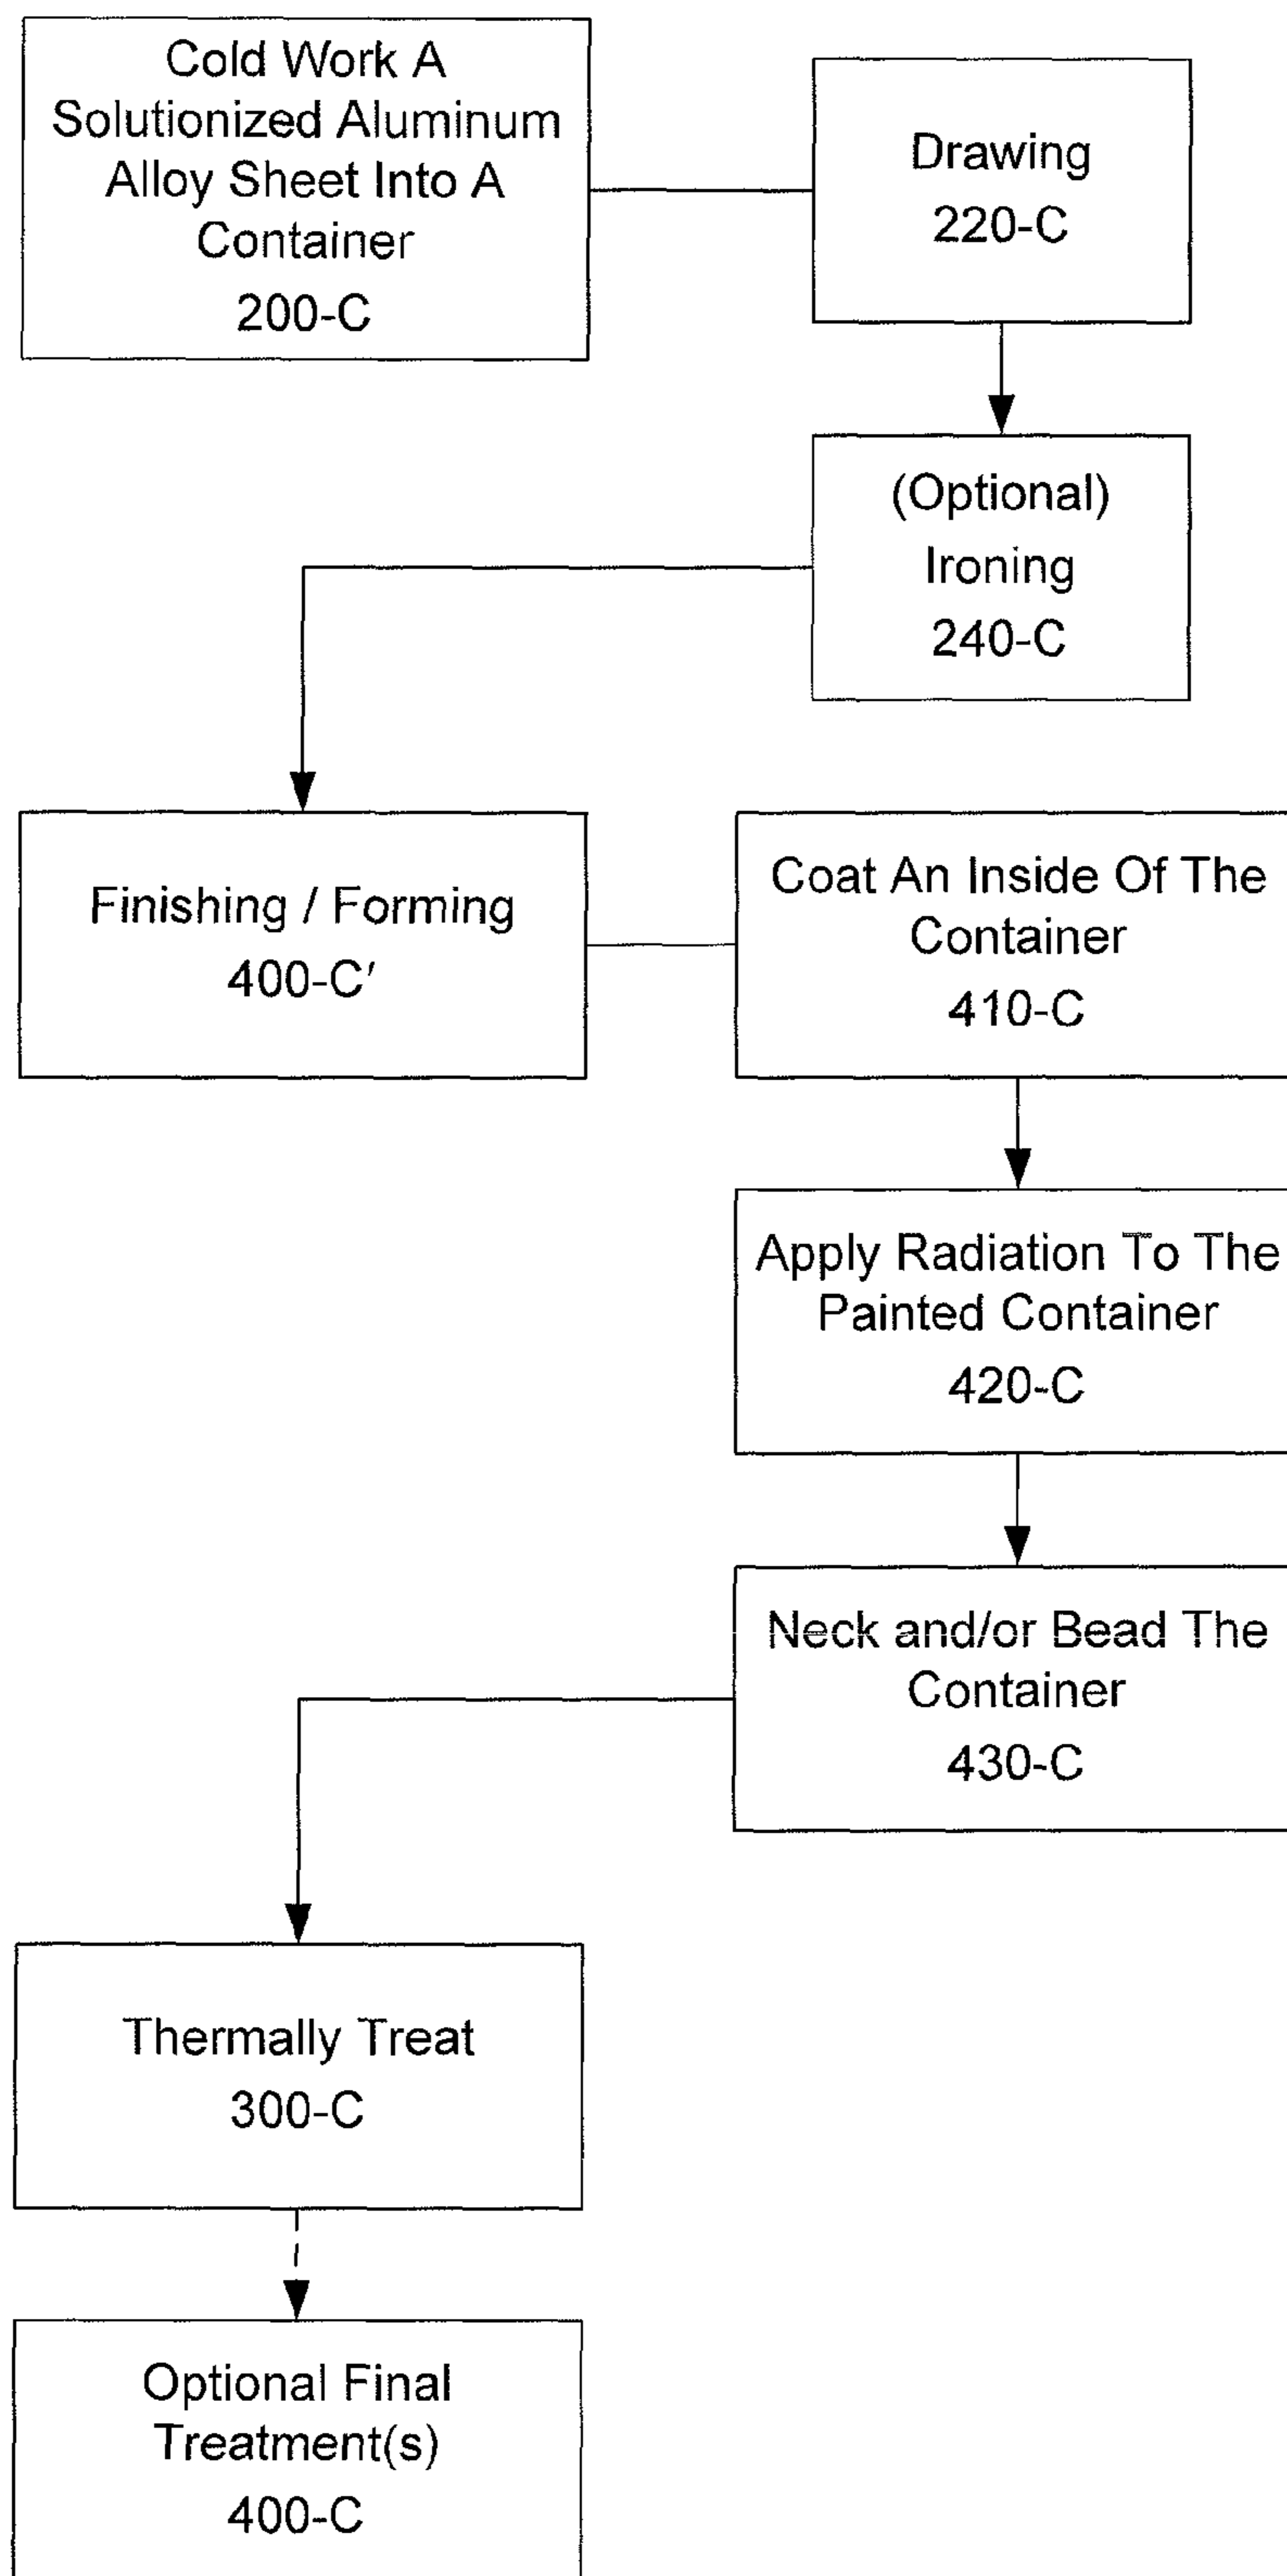 Cold Work A
Solutionized Aluminum
Alloy Sheet Into A
Container
200-C
Drawing
220-C
(Optional)
Ironing
240-C
Finishing / Forming
400-C′
Coat An Inside Of The
Container
410-C
Apply Radiation To The
Painted Container
420-C
Neck and/or Bead The
Container
430-C
Thermally Treat
300-C
Optional Final
Treatment(s)
400-C